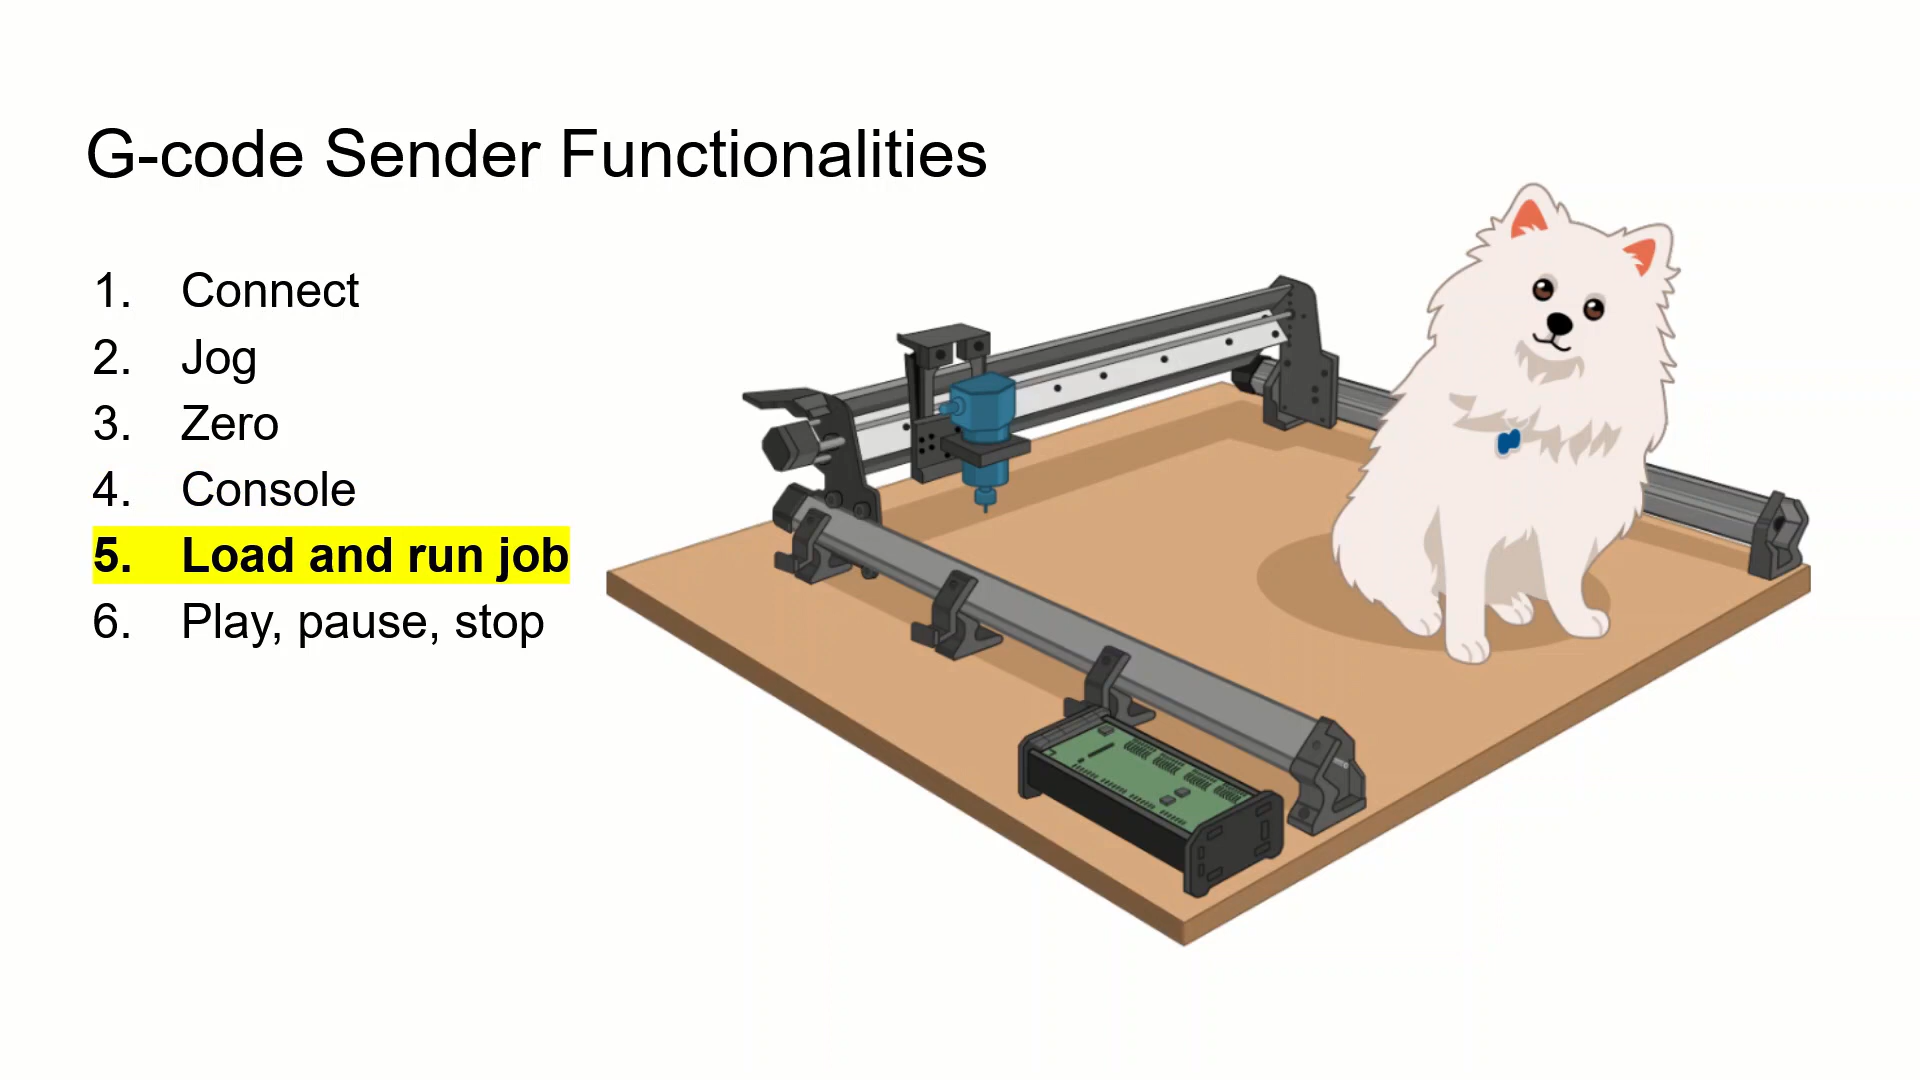 G-code Sender Functionalities
1. Connect
2. Jog
3. Zero
4. Console
5. Load and run job
6. Play, pause, stop